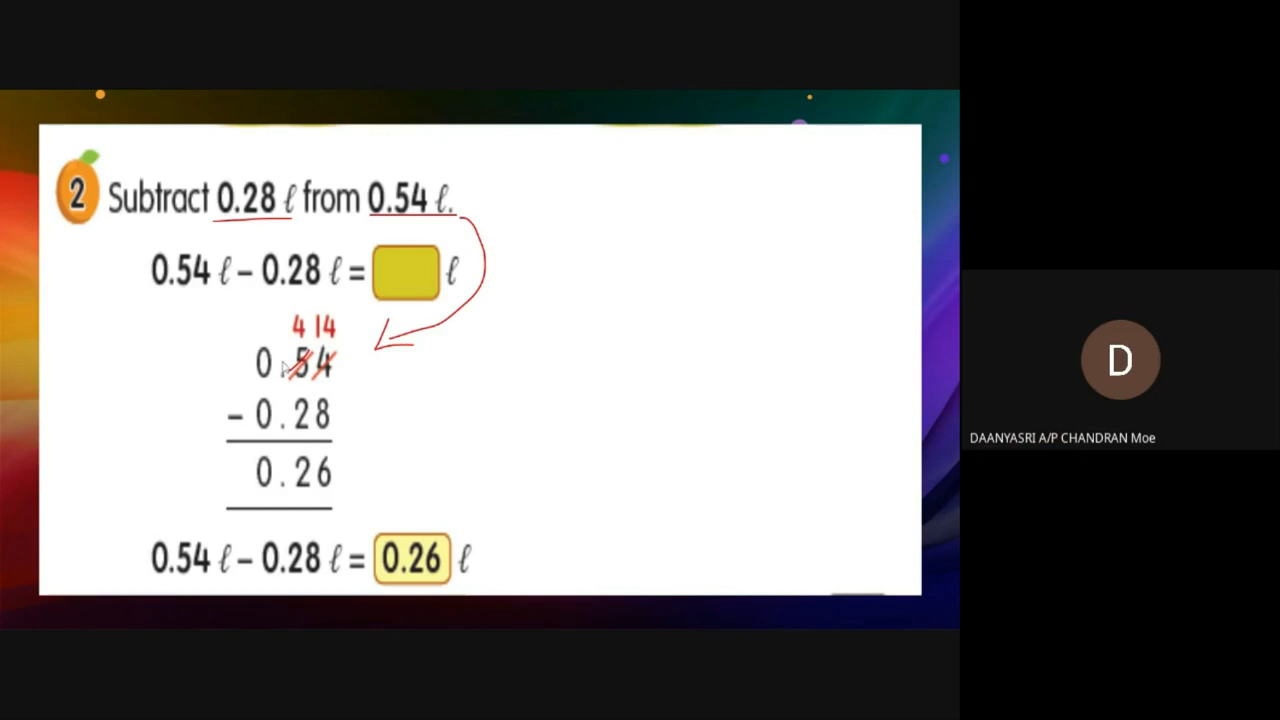 2 Subtract 0.28 ℓ from 0.54 ℓ.
0.54 ℓ – 0.28 ℓ = ℓ
4 14
0.54
– 0.28
0.26
0.54 ℓ – 0.28 ℓ = 0.26 ℓ
D
DAANYASRI A/P CHANDRAN Moe